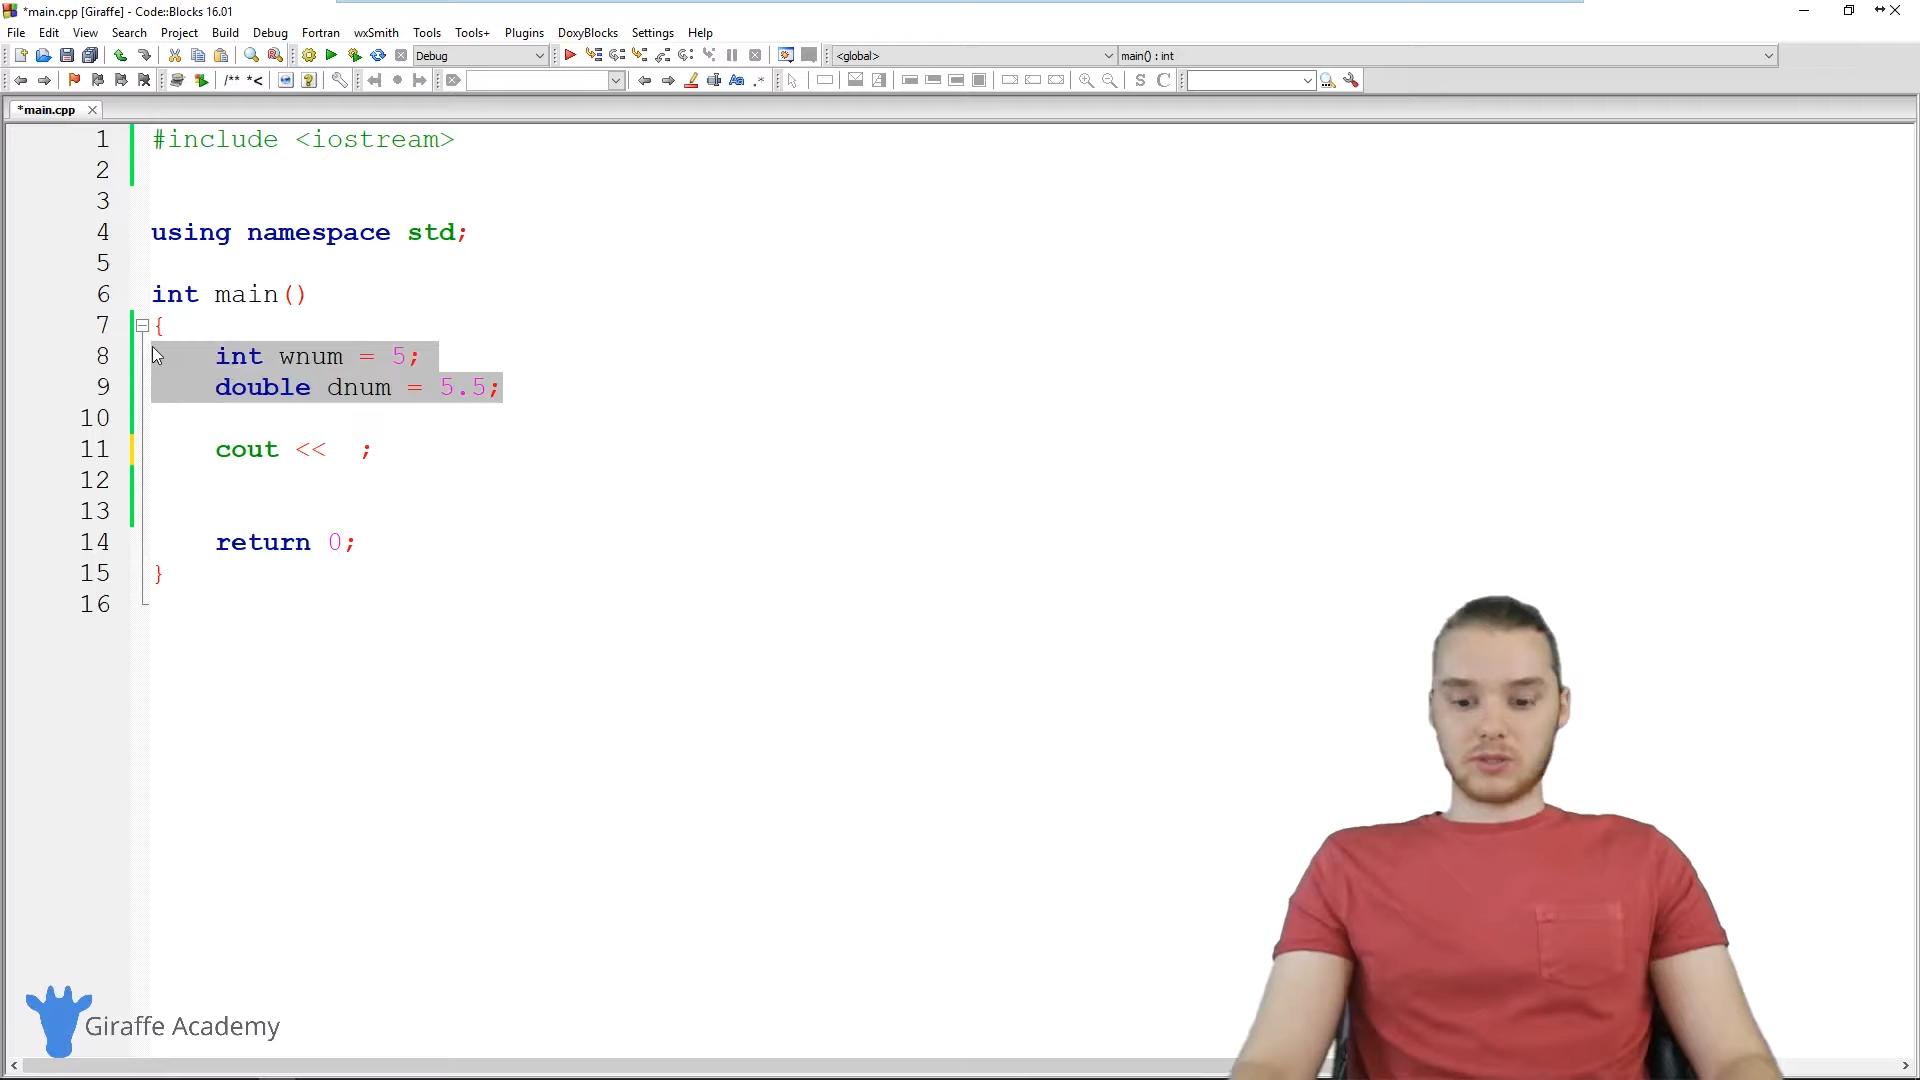 *main.cpp [Giraffe] - Code::Blocks 16.01
File Edit View Search Project Build Debug Fortran wxSmith Tools Tools+ Plugins DoxyBlocks Settings Help
Debug <global> main() : int
/** *< Aa .* S C
*main.cpp
1 #include <iostream>
2
3
4 using namespace std;
5
6 int main()
7 {
8 int wnum = 5;
9 double dnum = 5.5;
10
11 cout << ;
12
13
14 return 0;
15 }
16
Giraffe Academy